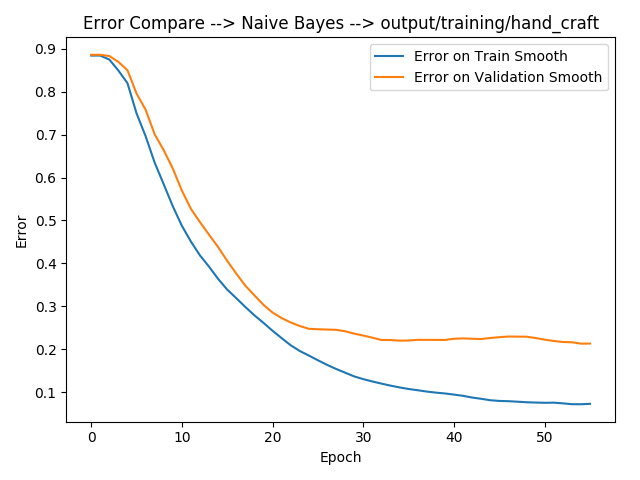 Error Compare --> Naive Bayes --> output/training/hand_craft
Error on Train Smooth
Error on Validation Smooth
Error
0.9
0.8
0.7
0.6
0.5
0.4
0.3
0.2
0.1
0 10 20 30 40 50
Epoch